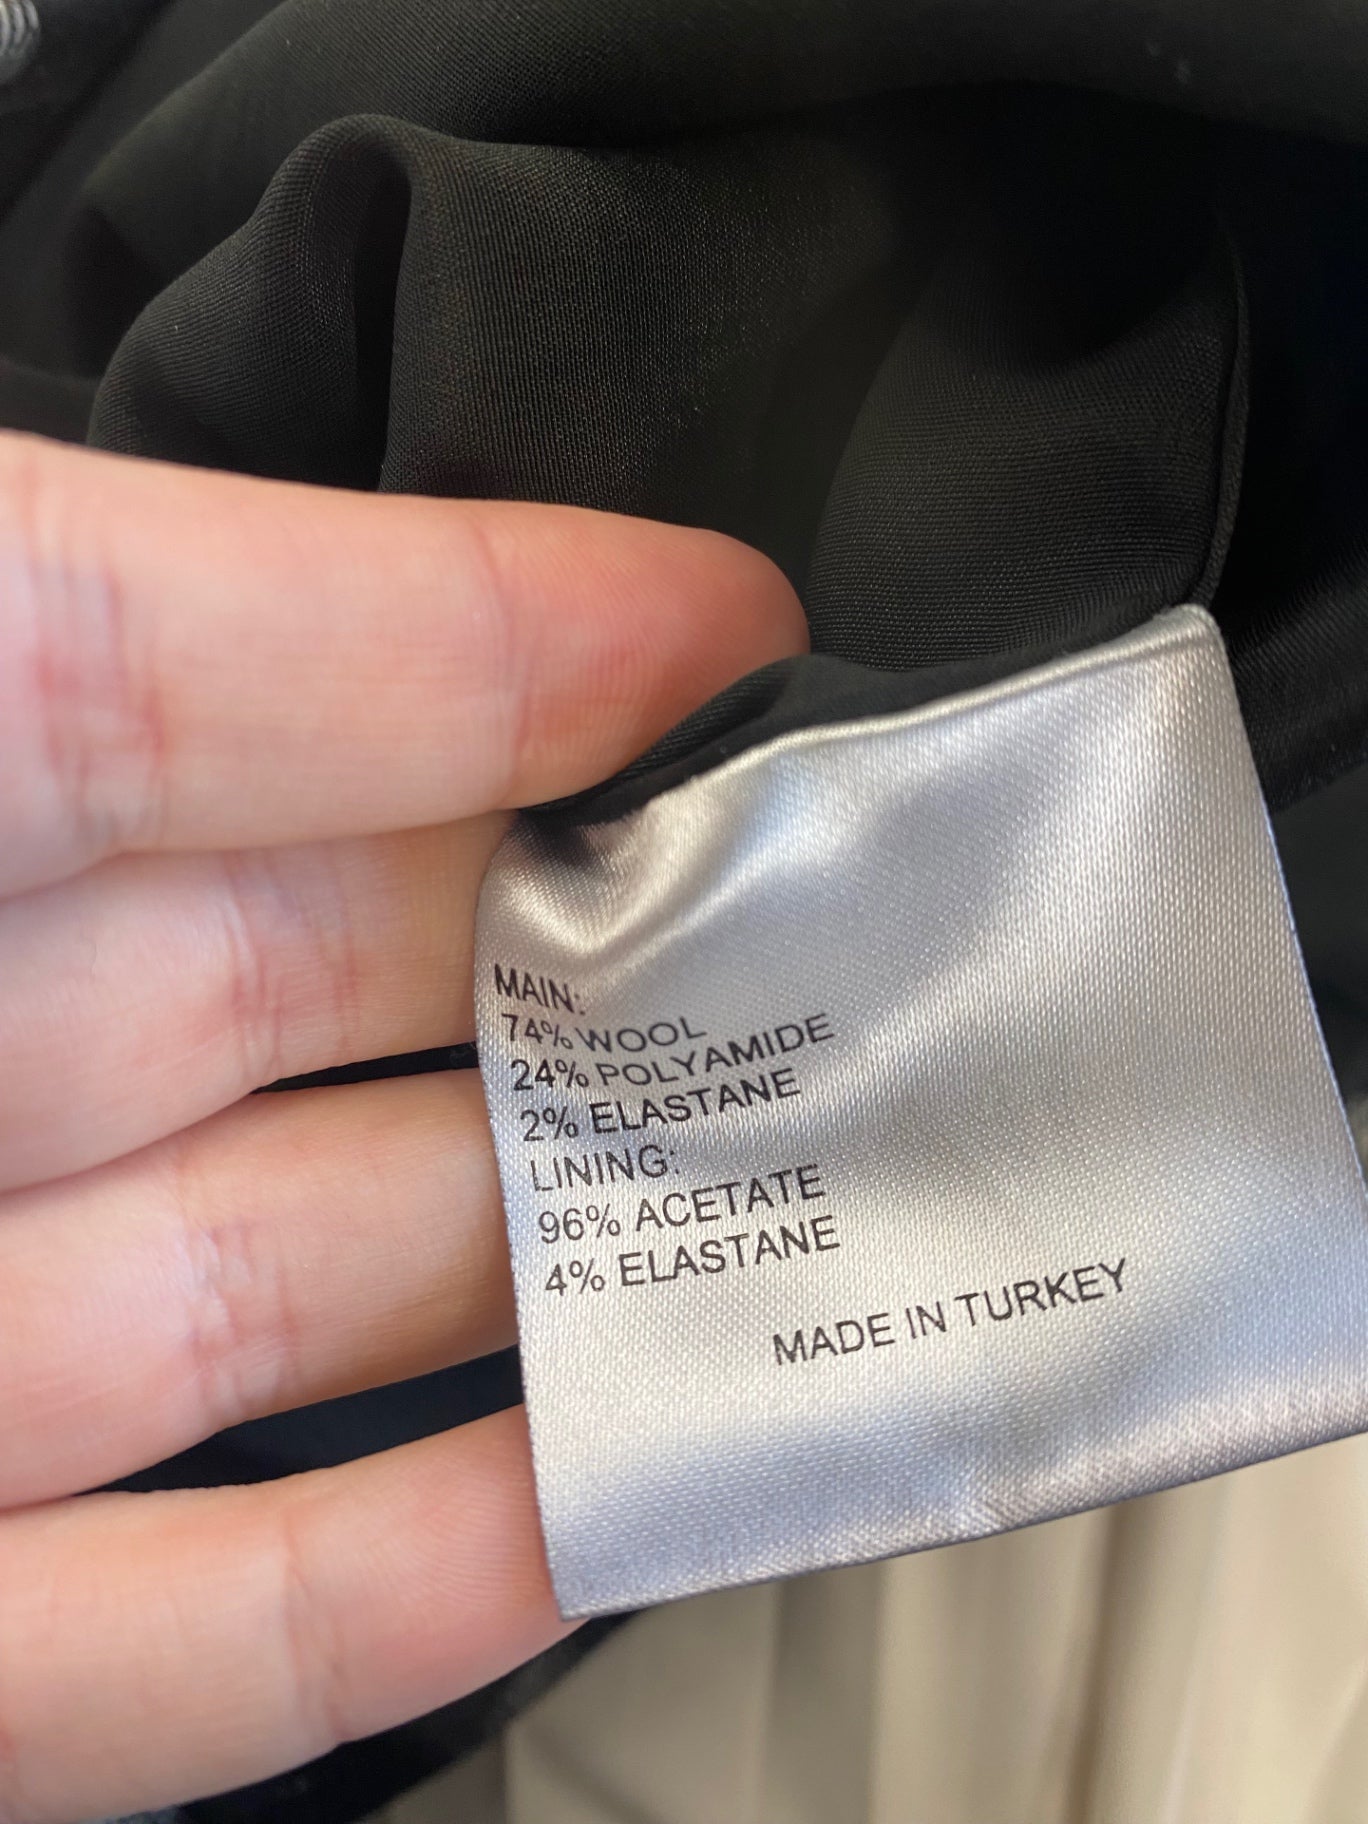 MAIN:
74% WOOL
24% POLYAMIDE
2% ELASTANE
LINING:
96% ACETATE
4% ELASTANE
MADE IN TURKEY